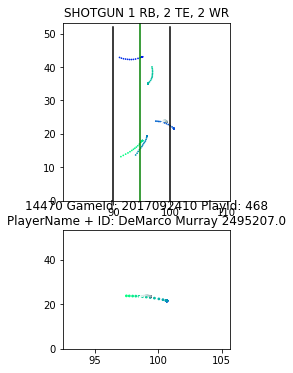 SHOTGUN 1 RB, 2 TE, 2 WR
50
40
30
20
10
0
90 100 110
14470 GameId: 2017092410 PlayId: 468
PlayerName + ID: DeMarco Murray 2495207.0
40
20
0
95 100 105